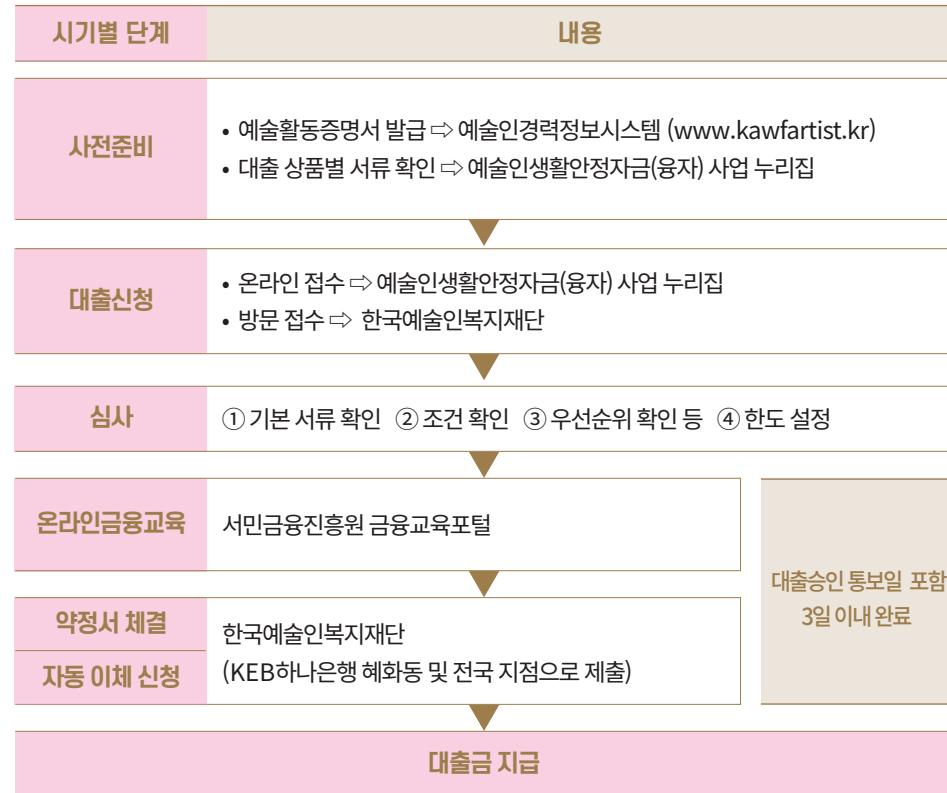 시기별 단계
내용
사전준비
• 예술활동증명서 발급 ⇨ 예술인경력정보시스템 (www.kawfartist.kr)
• 대출 상품별 서류 확인 ⇨ 예술인생활안정자금(융자) 사업 누리집
대출신청
• 온라인 접수 ⇨ 예술인생활안정자금(융자) 사업 누리집
• 방문 접수 ⇨ 한국예술인복지재단
심사
① 기본 서류 확인 ② 조건 확인 ③ 우선순위 확인 등 ④ 한도 설정
온라인금융교육
서민금융진흥원 금융교육포털
약정서 체결
자동 이체 신청
한국예술인복지재단
(KEB하나은행 혜화동 및 전국 지점으로 제출)
대출승인 통보일 포함
3일 이내 완료
대출금 지급